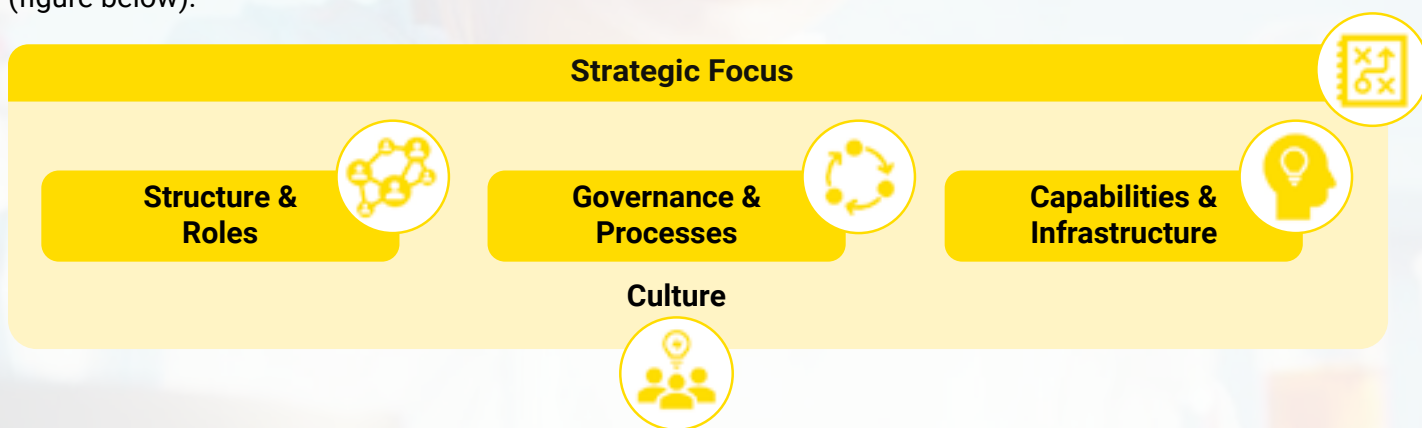 (figure below).
Strategic Focus
Structure &
Roles
Governance &
Processes
Capabilities &
Infrastructure
Culture